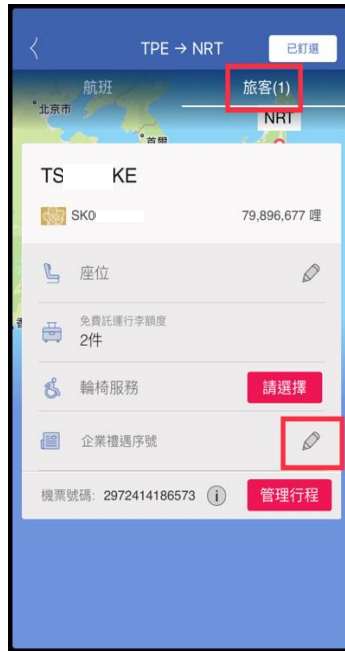 TPE → NRT
已訂選
航班
旅客(1)
北京市
NRT
首爾
TS KE
SK0
79,896,677 哩
座位
免費託運行李額度
2件
輪椅服務
請選擇
企業禮遇序號
機票號碼: 2972414186573
i
管理行程